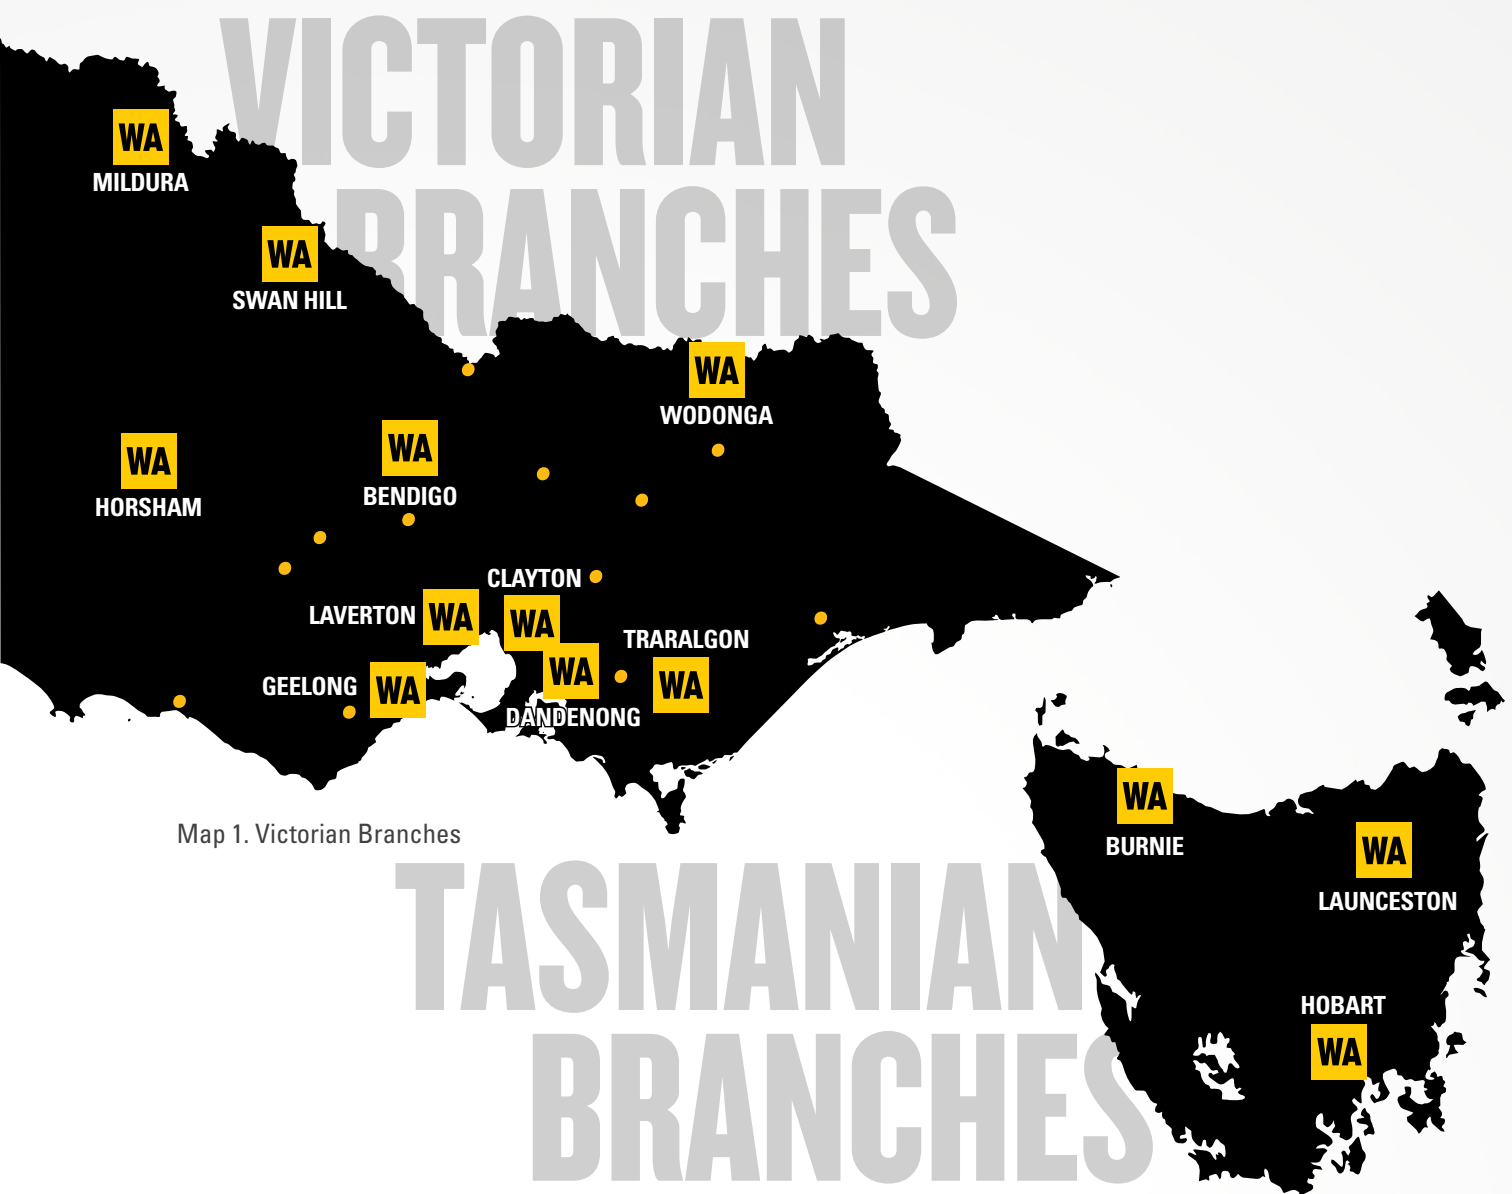 VICTORIAN
BRANCHES
WA
MILDURA
WA
SWAN HILL
WA
WODONGA
WA
HORSHAM
WA
BENDIGO
CLAYTON
WA
LAVERTON WA
TRARALGON
WA
GEELONG WA
WA
DANDENONG
Map 1. Victorian Branches
TASMANIAN
BRANCHES
WA
BURNIE
WA
LAUNCESTON
HOBART
WA